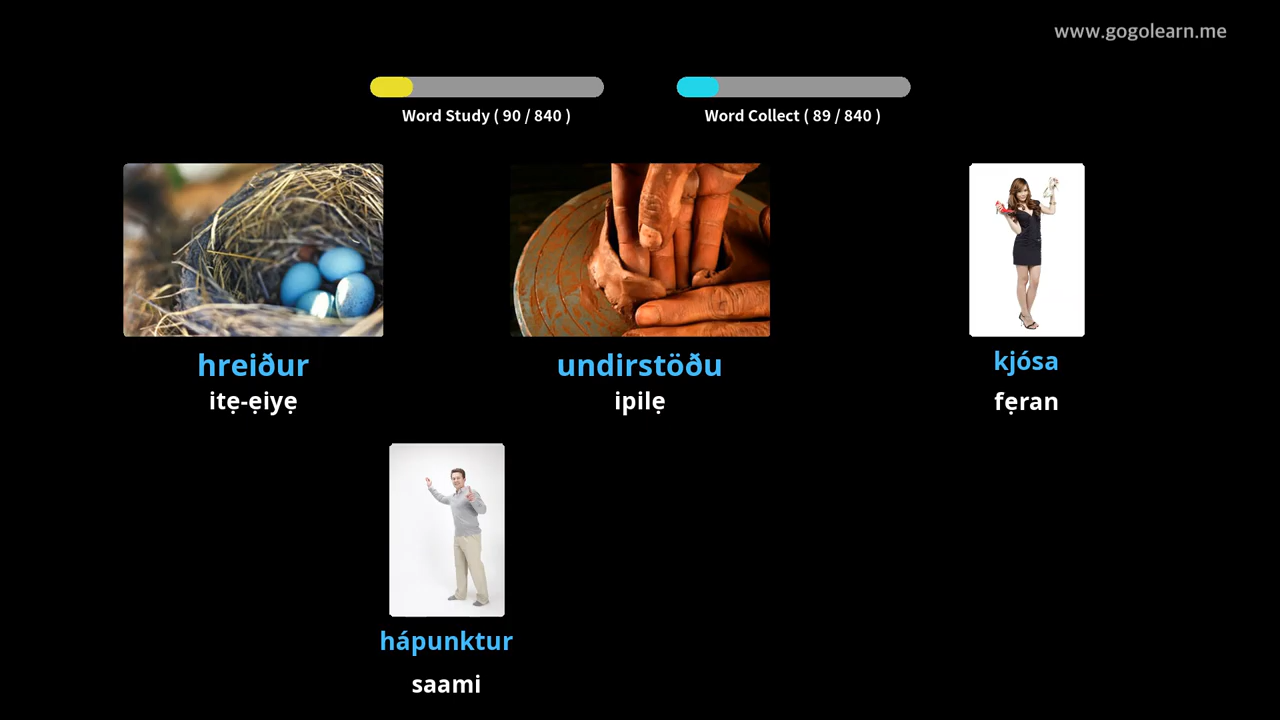 www.gogolearn.me
Word Study ( 90 / 840 )
Word Collect ( 89 / 840 )
hreiður
itẹ-ẹiyẹ
undirstöðu
ipilẹ
kjósa
fẹran
hápunktur
saami